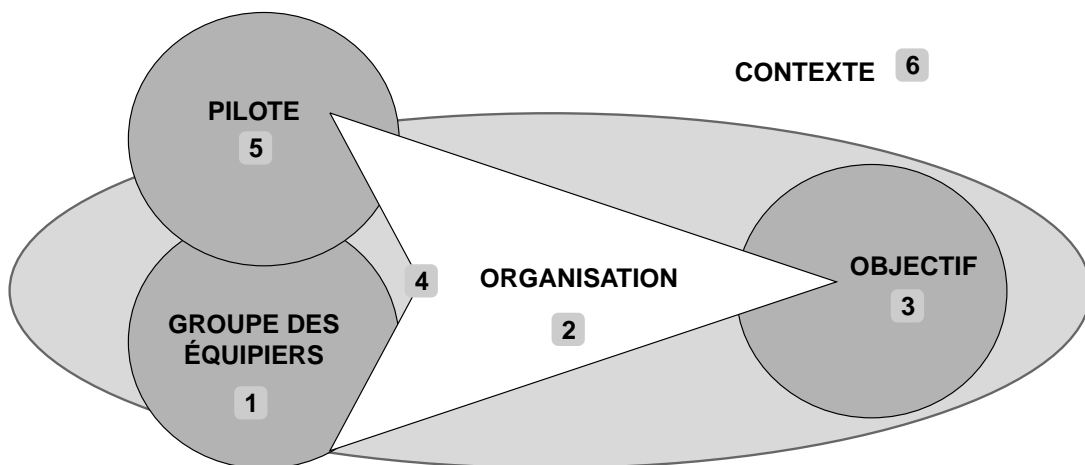 CONTEXTE 6
PILOTE
5
ORGANISATION
4
2
OBJECTIF
3
GROUPE DES
ÉQUIPIERS
1